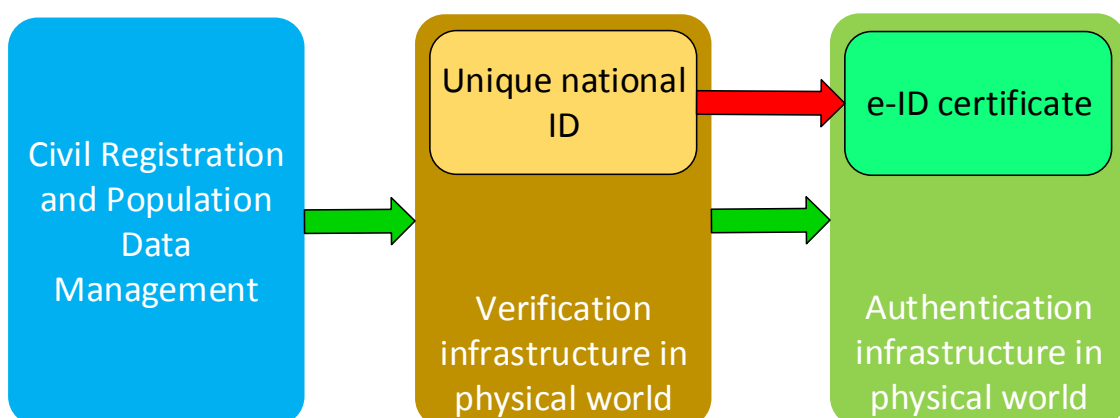 Civil Registration
and Population
Data
Management
Unique national
ID
Verification
infrastructure in
physical world
e-ID certificate
Authentication
infrastructure in
physical world